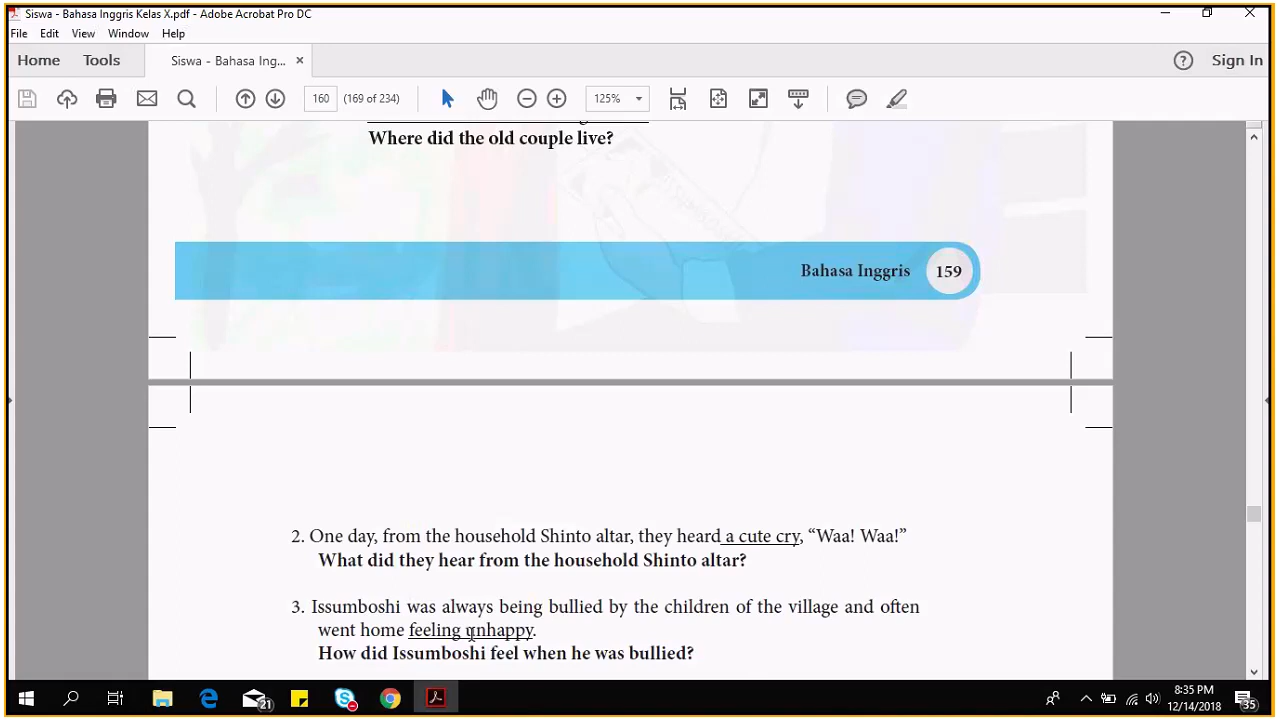 Siswa - Bahasa Inggris Kelas X.pdf - Adobe Acrobat Pro DC
File Edit View Window Help
Home Tools Siswa - Bahasa Ing... × Sign In
160 (169 of 234) 125%
Where did the old couple live?
Bahasa Inggris 159
2. One day, from the household Shinto altar, they heard a cute cry, “Waa! Waa!”
What did they hear from the household Shinto altar?
3. Issumboshi was always being bullied by the children of the village and often
went home feeling unhappy.
How did Issumboshi feel when he was bullied?
21
8:35 PM
12/14/2018
35